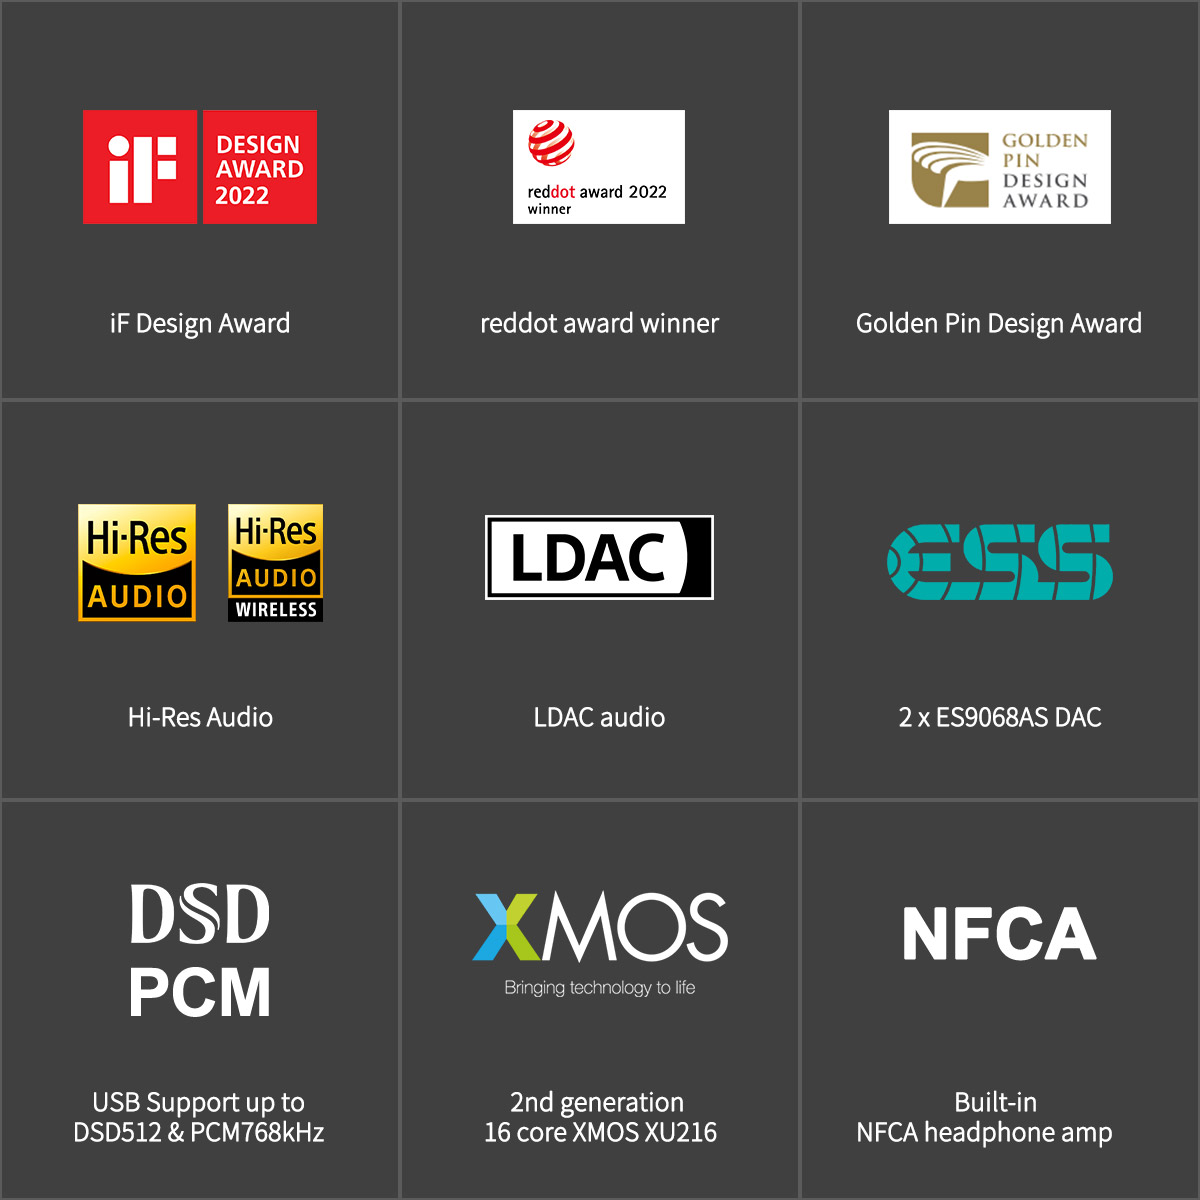 iF
DESIGN
AWARD
2022
iF Design Award
reddot award 2022
winner
reddot award winner
GOLDEN
PIN
DESIGN
AWARD
Golden Pin Design Award
Hi-Res
AUDIO
Hi-Res
AUDIO
WIRELESS
Hi-Res Audio
LDAC
LDAC audio
ESS
2 x ES9068AS DAC
DSD
PCM
USB Support up to
DSD512 & PCM768kHz
XMOS
Bringing technology to life
2nd generation
16 core XMOS XU216
NFCA
Built-in
NFCA headphone amp